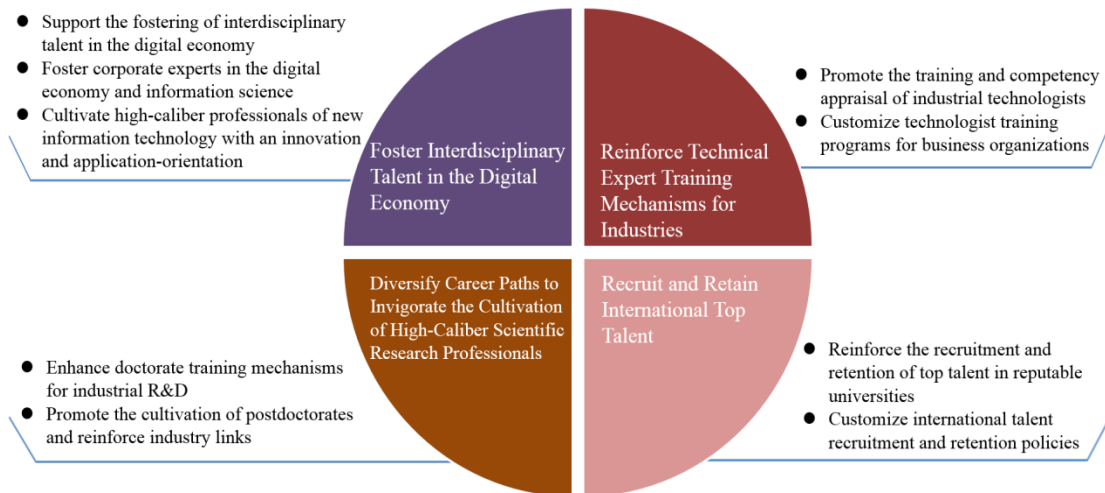 ● Support the fostering of interdisciplinary
talent in the digital economy
● Foster corporate experts in the digital
economy and information science
● Cultivate high-caliber professionals of new
information technology with an innovation
and application-orientation
Foster Interdisciplinary
Talent in the Digital
Economy
Reinforce Technical
Expert Training
Mechanisms for
Industries
● Promote the training and competency
appraisal of industrial technologists
● Customize technologist training
programs for business organizations
Diversify Career Paths to
Invigorate the Cultivation
of High-Caliber Scientific
Research Professionals
● Enhance doctorate training mechanisms
for industrial R&D
● Promote the cultivation of postdoctorates
and reinforce industry links
Recruit and Retain
International Top
Talent
● Reinforce the recruitment and
retention of top talent in reputable
universities
● Customize international talent
recruitment and retention policies